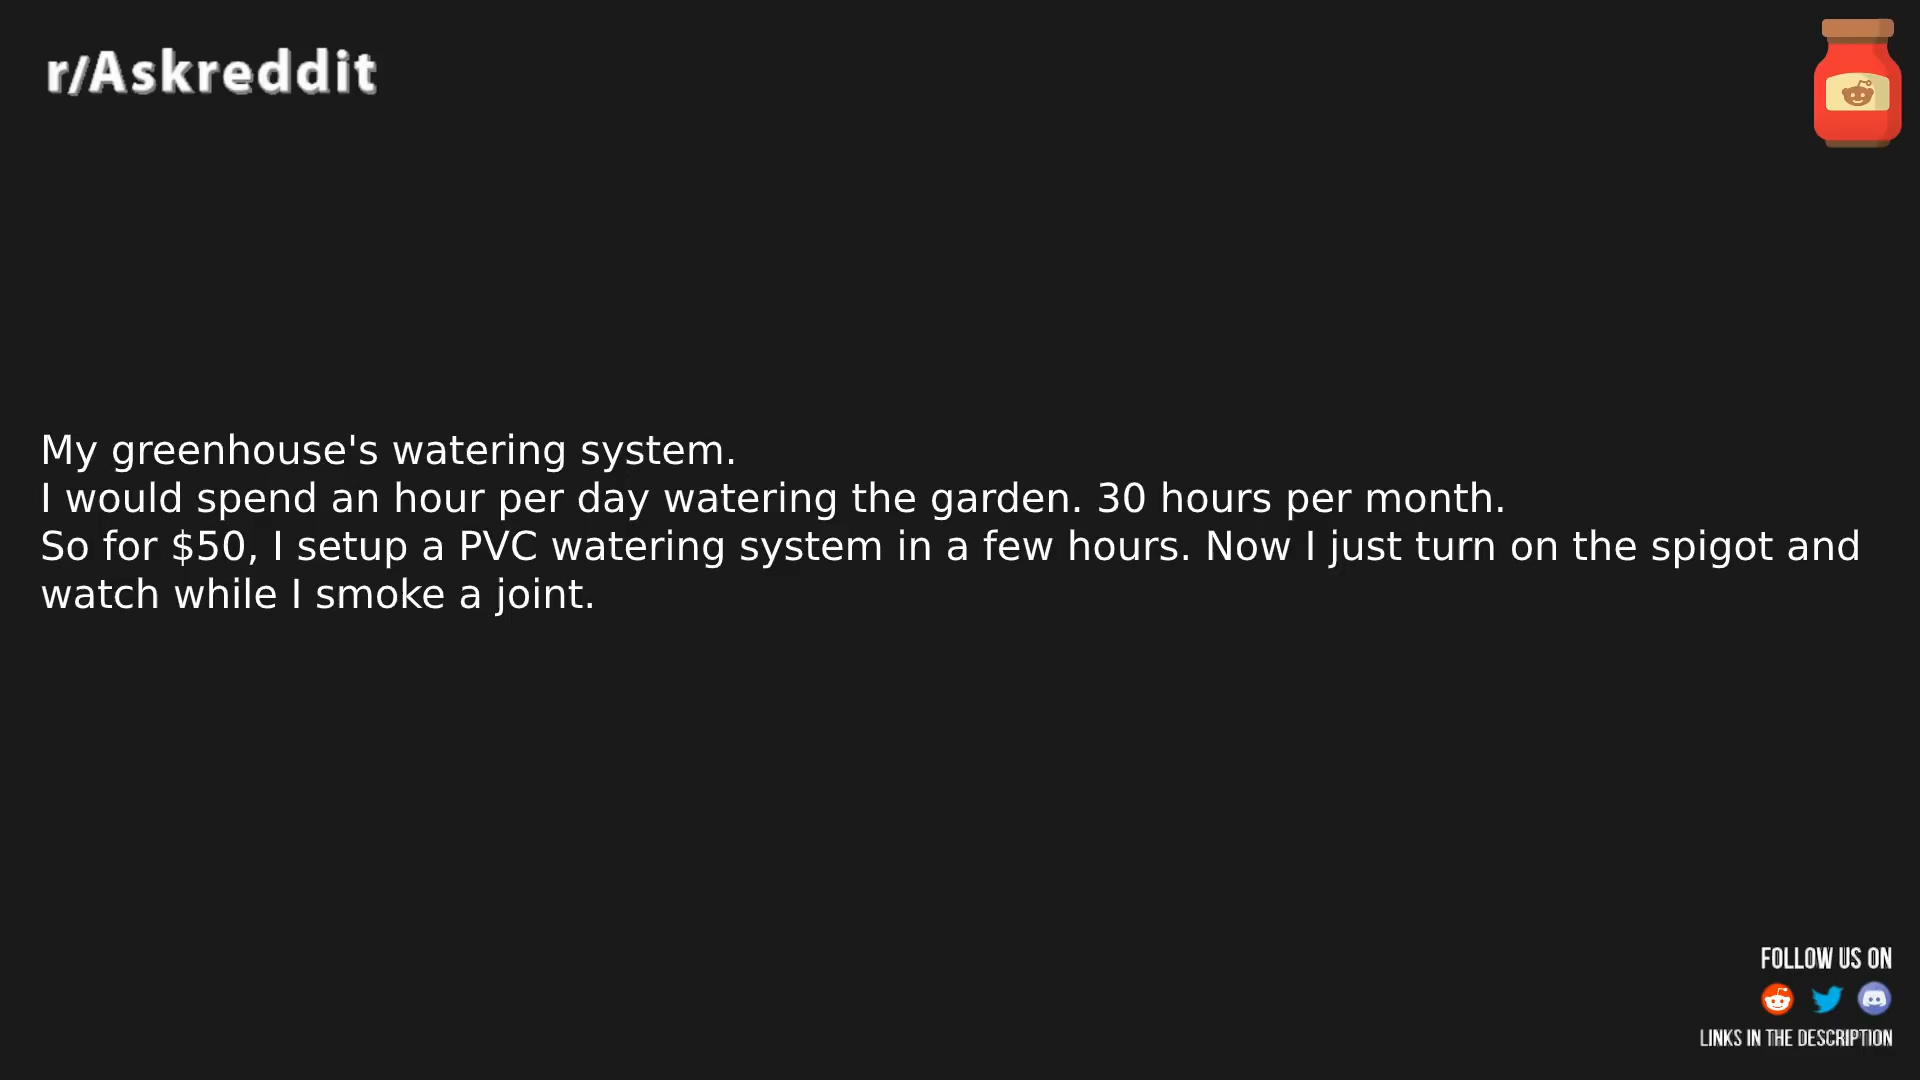 r/Askreddit
My greenhouse's watering system.
I would spend an hour per day watering the garden. 30 hours per month.
So for $50, I setup a PVC watering system in a few hours. Now I just turn on the spigot and
watch while I smoke a joint.
FOLLOW US ON
LINKS IN THE DESCRIPTION